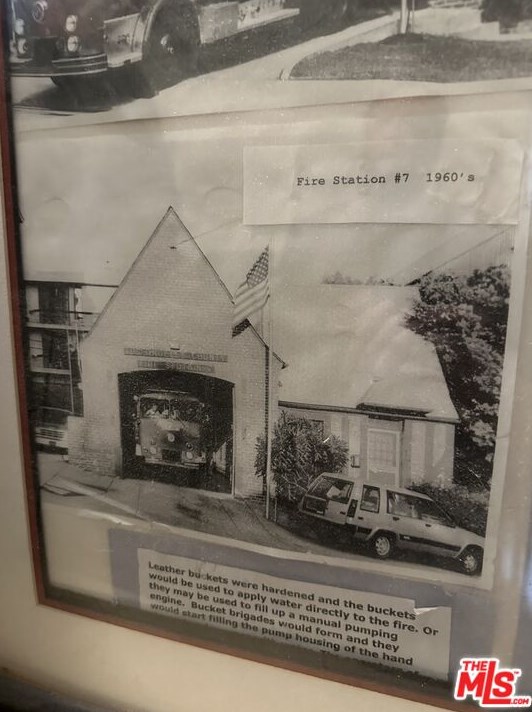 Fire Station #7 1960's
Leather buckets were hardened and the buckets
would be used to apply water directly to the fire. Or
they may be used to fill up a manual pumping
engine. Bucket brigades would form and they
would start filling the pump housing of the hand
THE
MLS
.COM